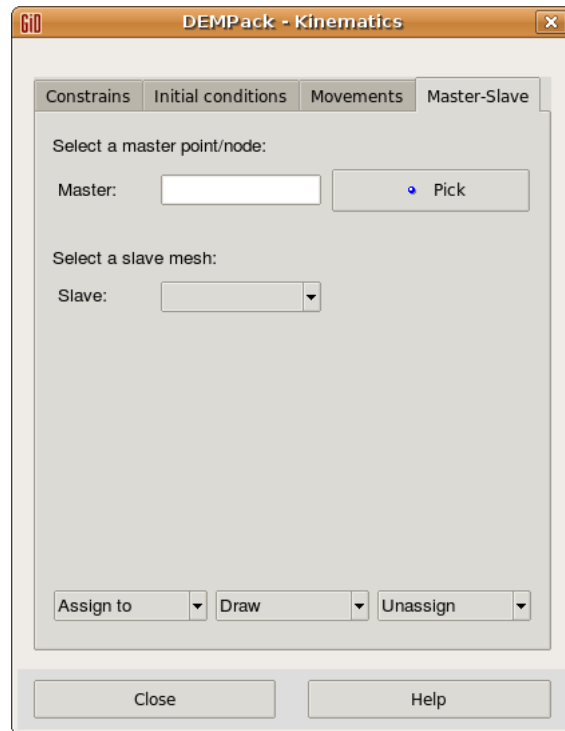 GiD DEMPack - Kinematics
Constrains Initial conditions Movements Master-Slave
Select a master point/node:
Master: Pick
Select a slave mesh:
Slave:
Assign to Draw Unassign
Close Help